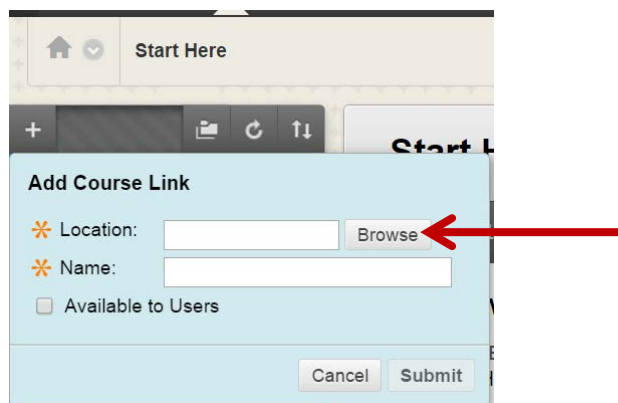 Start Here
Start H
Add Course Link
Location:
Browse
Name:
Available to Users
Cancel
Submit